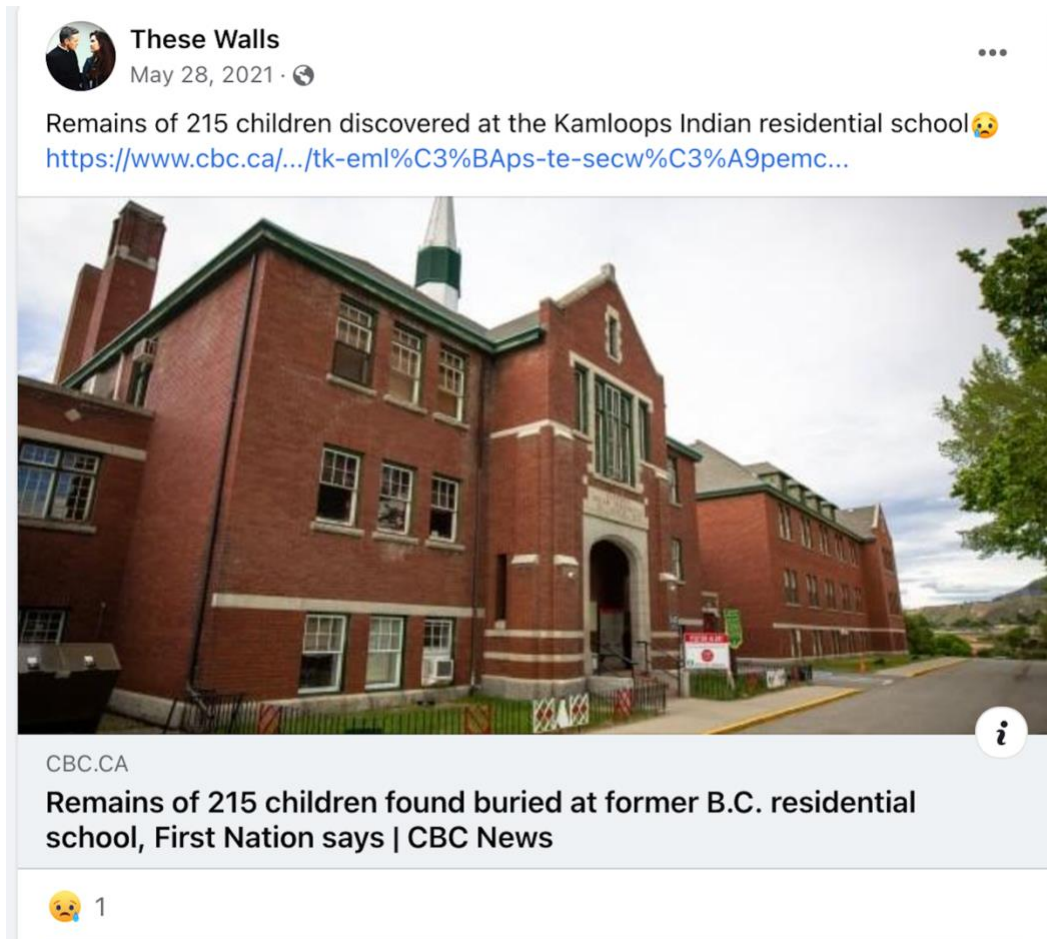 These Walls
May 28, 2021 ·
Remains of 215 children discovered at the Kamloops Indian residential school😥
https://www.cbc.ca/.../tk-eml%C3%BAps-te-secw%C3%A9pemc...
CBC.CA
Remains of 215 children found buried at former B.C. residential
school, First Nation says | CBC News
1